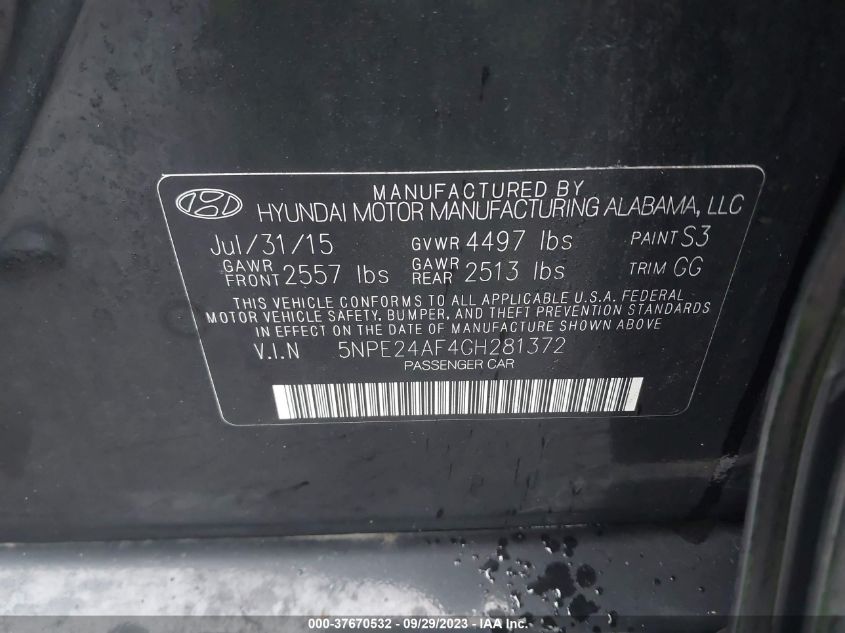 MANUFACTURED BY
HYUNDAI MOTOR MANUFACTURING ALABAMA, LLC
Jul/31/15 GVWR 4497 lbs PAINT S3
GAWR FRONT 2557 lbs GAWR REAR 2513 lbs TRIM GG
THIS VEHICLE CONFORMS TO ALL APPLICABLE U.S.A. FEDERAL
MOTOR VEHICLE SAFETY, BUMPER, AND THEFT PREVENTION STANDARDS
IN EFFECT ON THE DATE OF MANUFACTURE SHOWN ABOVE
V.I.N 5NPE24AF4GH281372
PASSENGER CAR
000-37670532 - 09/29/2023 - IAA Inc.